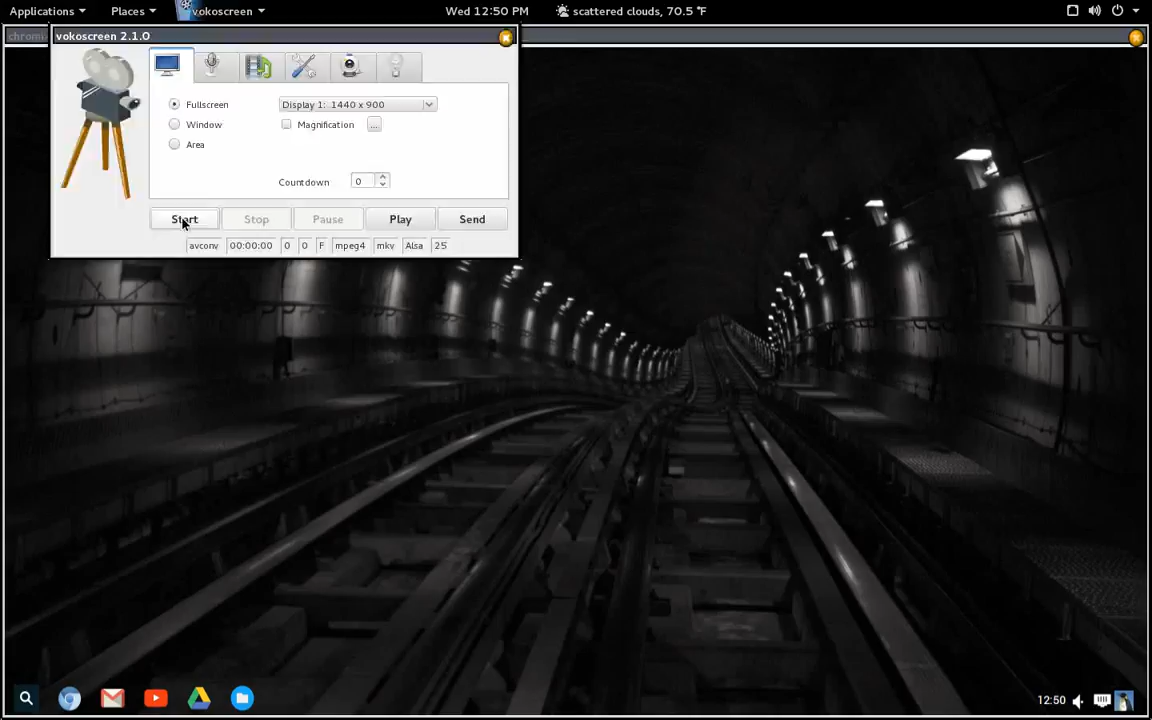 Applications Places vokoscreen Wed 12:50 PM scattered clouds, 70.5 °F
vokoscreen 2.1.0
Fullscreen Display 1: 1440 x 900
Window Magnification ...
Area
Countdown 0
Start Stop Pause Play Send
avconv 00:00:00 0 0 F mpeg4 mkv Alsa 25
12:50